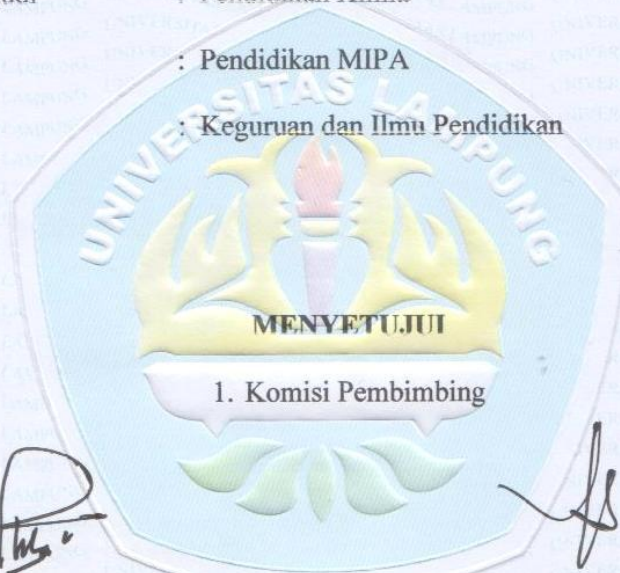 : Pendidikan MIPA
: Keguruan dan Ilmu Pendidikan
UNIVERSITAS LAMPUNG
MENYETUJUI
1. Komisi Pembimbing